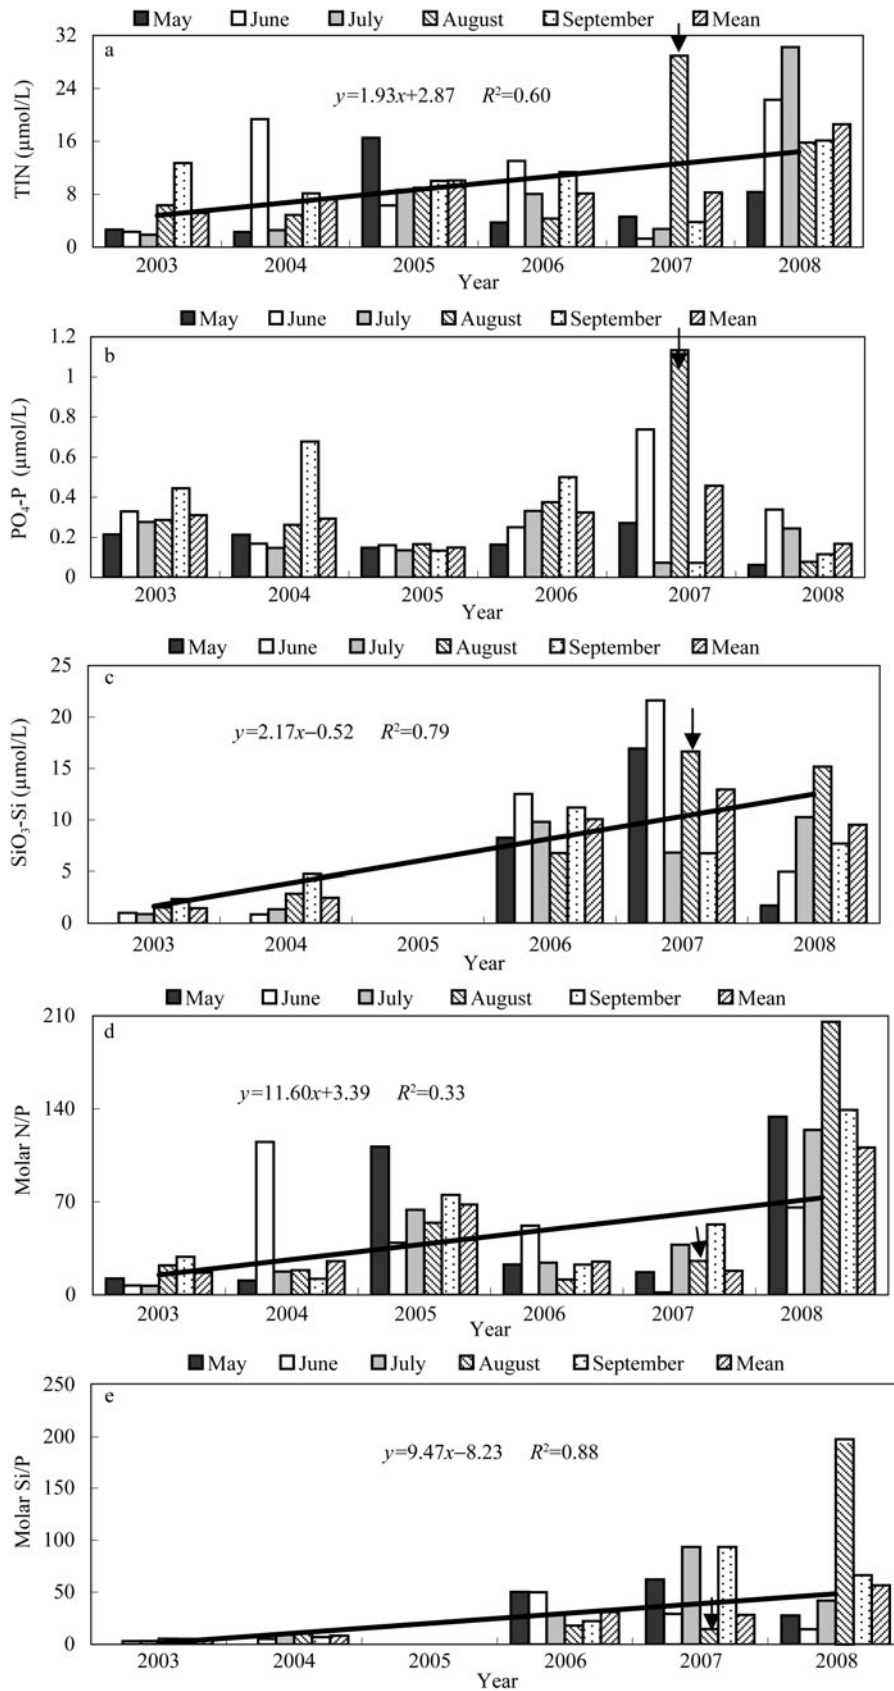 May June July August September Mean
a
y=1.93x+2.87 R²=0.60
TIN (μmol/L)
32
24
16
8
0
2003 2004 2005 2006 2007 2008
Year
May June July August September Mean
b
PO₄-P (μmol/L)
1.2
1
0.8
0.6
0.4
0.2
0
2003 2004 2005 2006 2007 2008
Year
May June July August September Mean
c
y=2.17x−0.52 R²=0.79
SiO₃-Si (μmol/L)
25
20
15
10
5
0
2003 2004 2005 2006 2007 2008
Year
May June July August September Mean
d
y=11.60x+3.39 R²=0.33
Molar N/P
210
140
70
0
2003 2004 2005 2006 2007 2008
Year
May June July August September Mean
e
y=9.47x−8.23 R²=0.88
Molar Si/P
250
200
150
100
50
0
2003 2004 2005 2006 2007 2008
Year